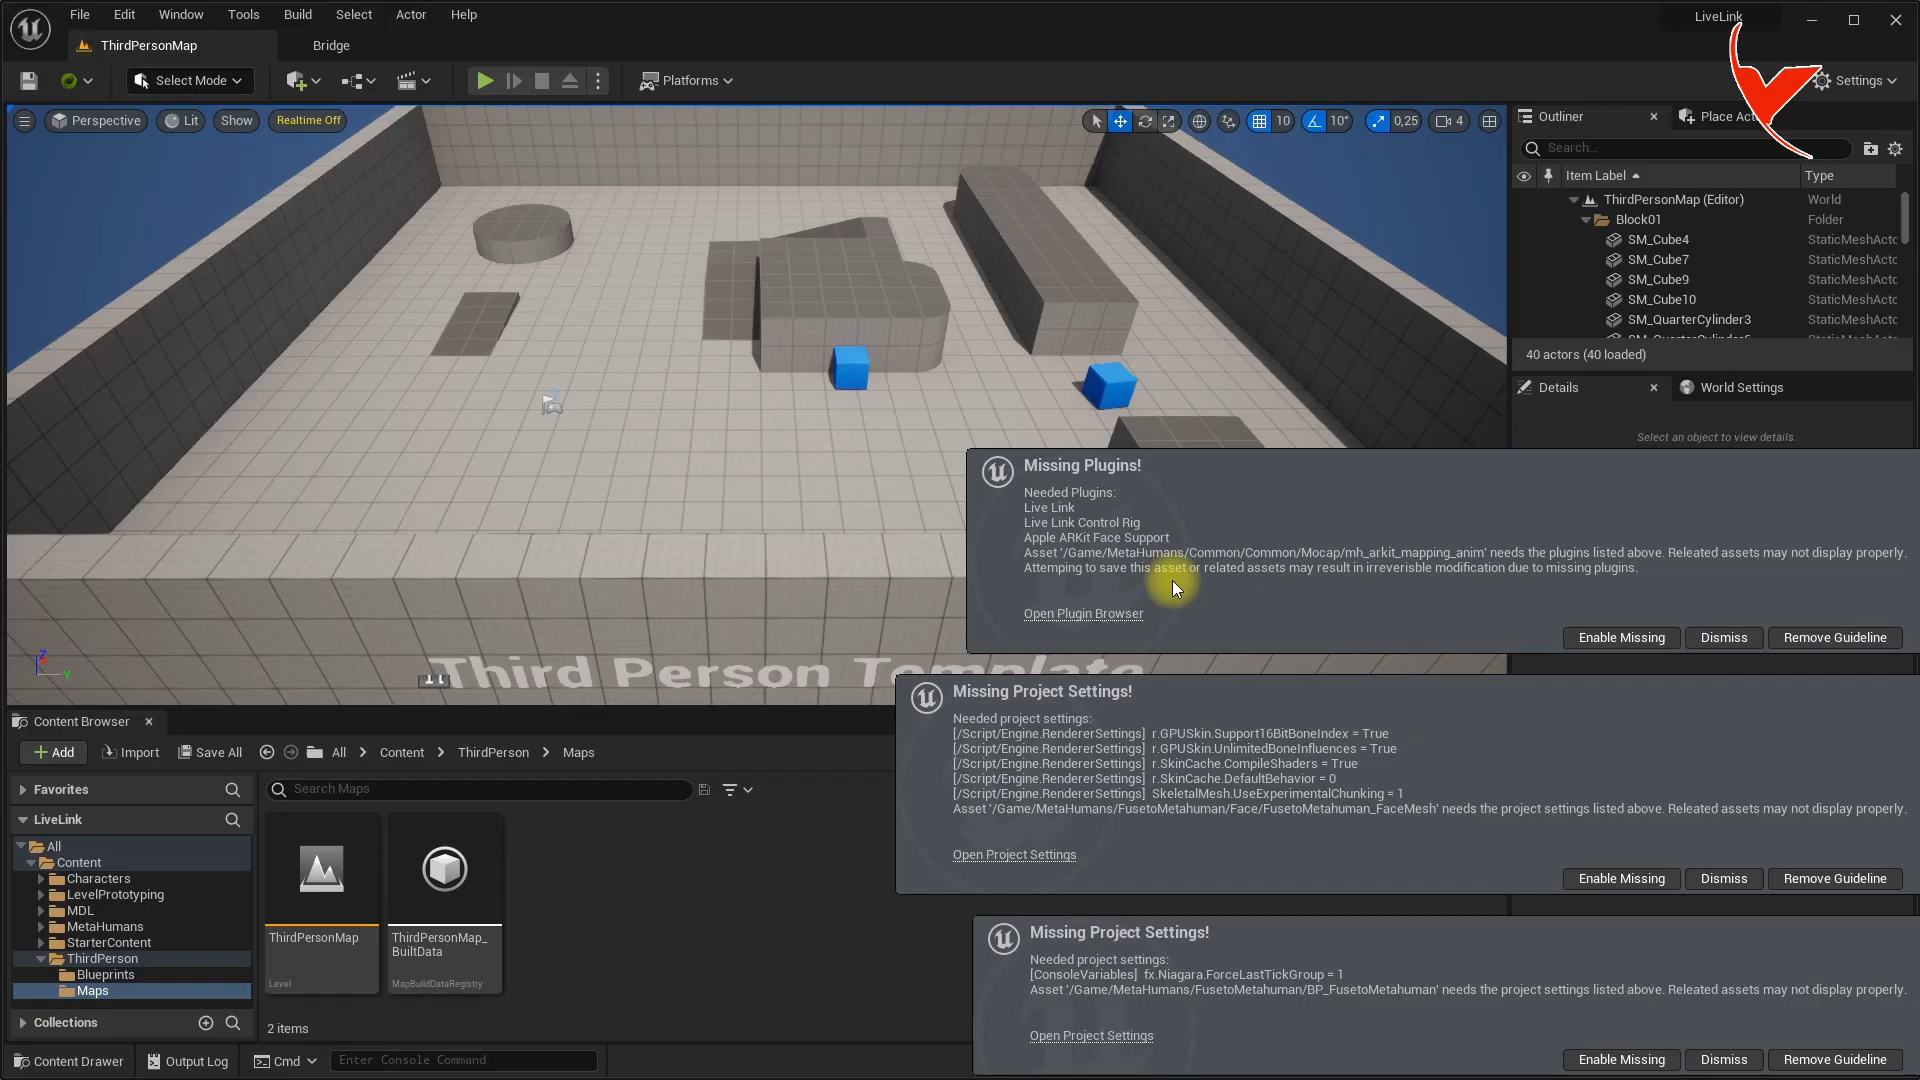 File Edit Window Tools Build Select Actor Help
LiveLink
ThirdPersonMap
Bridge
Select Mode
Platforms
Settings
Perspective Lit Show Realtime Off
10 10° 0,25 4
Outliner
Place Act
Search...
Item Label Type
ThirdPersonMap (Editor) World
Block01 Folder
SM_Cube4 StaticMeshActo
SM_Cube7 StaticMeshActo
SM_Cube9 StaticMeshActo
SM_Cube10 StaticMeshActo
SM_QuarterCylinder3 StaticMeshActo
40 actors (40 loaded)
Details
World Settings
Select an object to view details.
Third Person Template
Z
Y
Missing Plugins!
Needed Plugins:
Live Link
Live Link Control Rig
Apple ARKit Face Support
Asset '/Game/MetaHumans/Common/Common/Mocap/mh_arkit_mapping_anim' needs the plugins listed above. Releated assets may not display properly.
Attemping to save this asset or related assets may result in irreverisble modification due to missing plugins.
Open Plugin Browser
Enable Missing Dismiss Remove Guideline
Missing Project Settings!
Needed project settings:
[/Script/Engine.RendererSettings] r.GPUSkin.Support16BitBoneIndex = True
[/Script/Engine.RendererSettings] r.GPUSkin.UnlimitedBoneInfluences = True
[/Script/Engine.RendererSettings] r.SkinCache.CompileShaders = True
[/Script/Engine.RendererSettings] r.SkinCache.DefaultBehavior = 0
[/Script/Engine.RendererSettings] SkeletalMesh.UseExperimentalChunking = 1
Asset '/Game/MetaHumans/FusetoMetahuman/Face/FusetoMetahuman_FaceMesh' needs the project settings listed above. Releated assets may not display properly.
Open Project Settings
Enable Missing Dismiss Remove Guideline
Missing Project Settings!
Needed project settings:
[ConsoleVariables] fx.Niagara.ForceLastTickGroup = 1
Asset '/Game/MetaHumans/FusetoMetahuman/BP_FusetoMetahuman' needs the project settings listed above. Releated assets may not display properly.
Open Project Settings
Enable Missing Dismiss Remove Guideline
Content Browser
Add Import Save All All Content ThirdPerson Maps
Favorites
Search Maps
LiveLink
All
Content
Characters
LevelPrototyping
MDL
MetaHumans
StarterContent
ThirdPerson
Blueprints
Maps
Collections
ThirdPersonMap
Level
ThirdPersonMap_
BuiltData
MapBuildDataRegistry
2 items
Content Drawer Output Log Cmd Enter Console Command